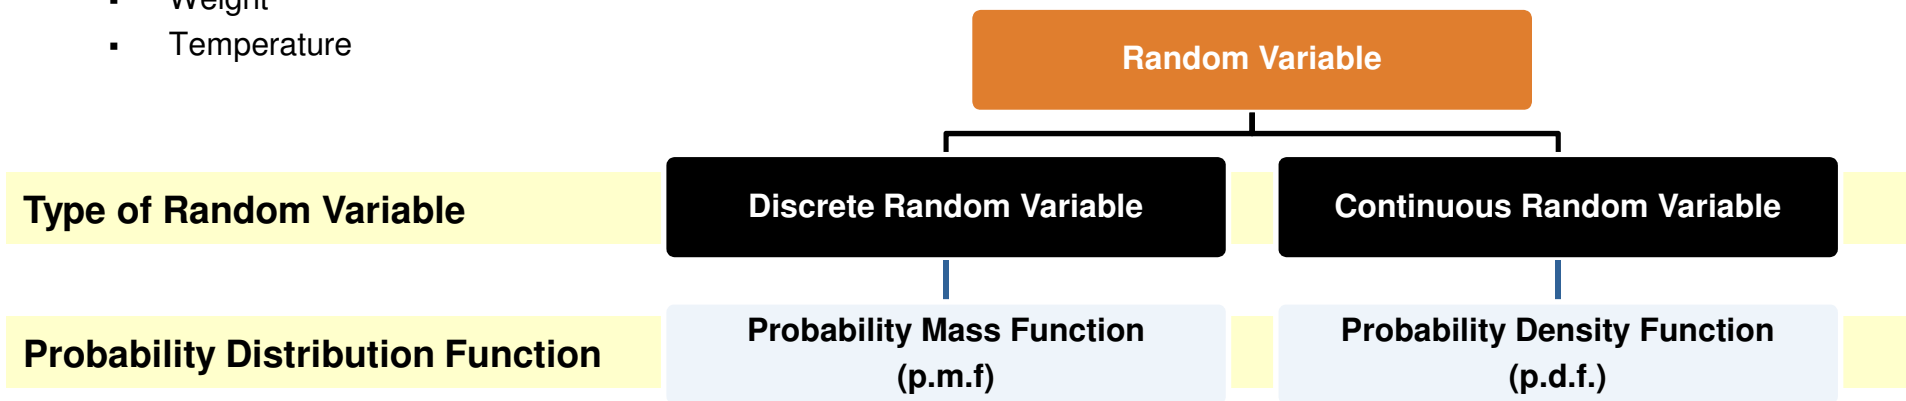 ▪ Weight
▪ Temperature
Random Variable
Type of Random Variable
Discrete Random Variable
Continuous Random Variable
Probability Distribution Function
Probability Mass Function
(p.m.f)
Probability Density Function
(p.d.f.)